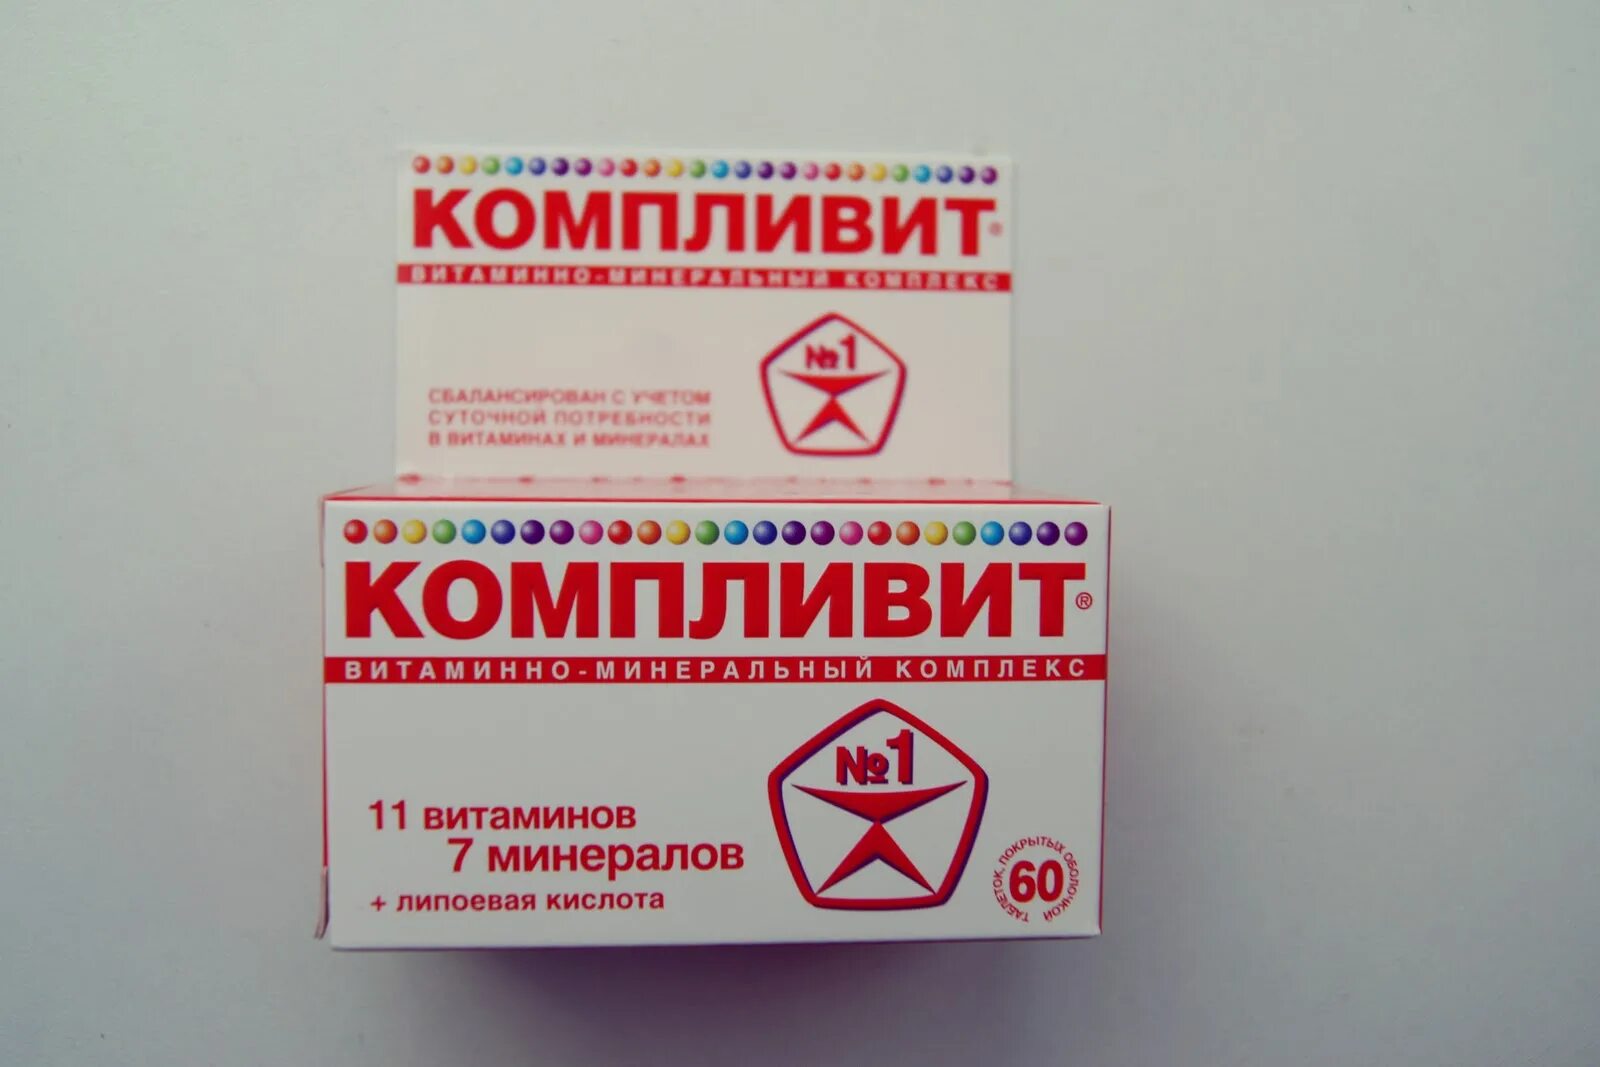 КОМПЛИВИТ®
ВИТАМИННО-МИНЕРАЛЬНЫЙ КОМПЛЕКС
№1
СБАЛАНСИРОВАН С УЧЕТОМ
СУТОЧНОЙ ПОТРЕБНОСТИ
В ВИТАМИНАХ И МИНЕРАЛАХ
КОМПЛИВИТ®
ВИТАМИННО-МИНЕРАЛЬНЫЙ КОМПЛЕКС
№1
11 витаминов
7 минералов
+ липоевая кислота
60
ТАБЛЕТОК, ПОКРЫТЫХ ОБОЛОЧКОЙ